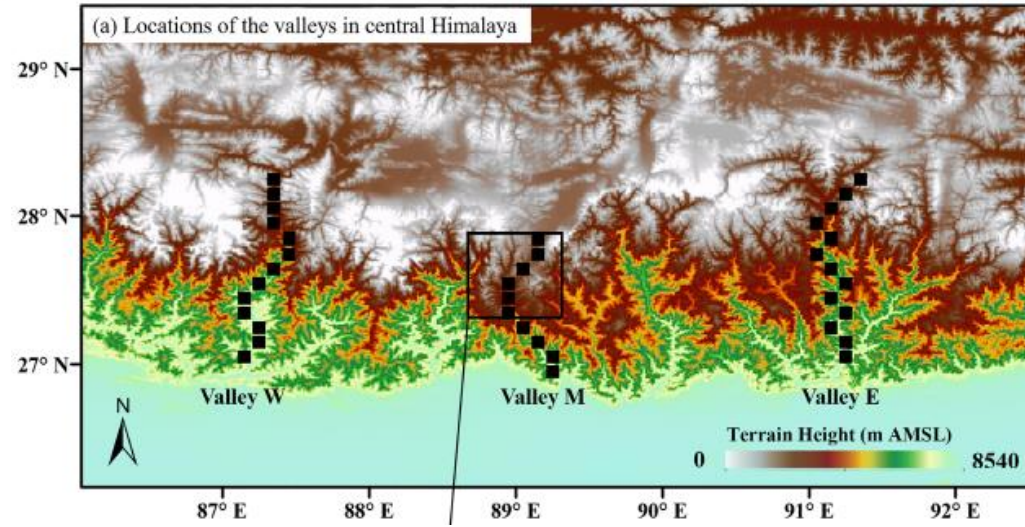 (a) Locations of the valleys in central Himalaya
29° N
28° N
27° N
Valley W
Valley M
Valley E
N
Terrain Height (m AMSL)
0
8540
87° E
88° E
89° E
90° E
91° E
92° E